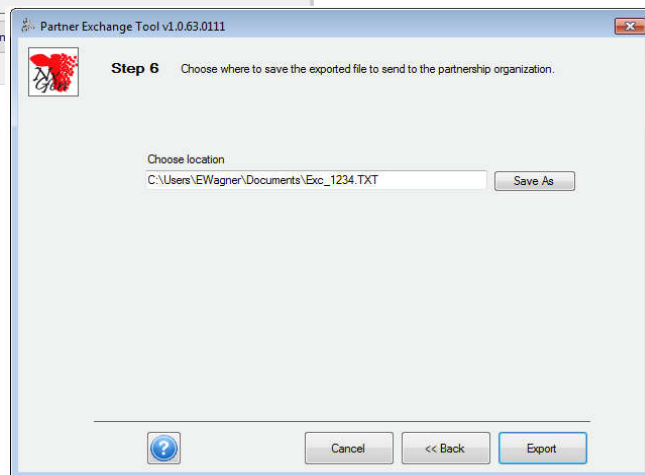 Partner Exchange Tool v1.0.63.0111
Step 6 Choose where to save the exported file to send to the partnership organization.
Choose location
C:\Users\EWagner\Documents\Exc_1234.TXT Save As
? Cancel << Back Export